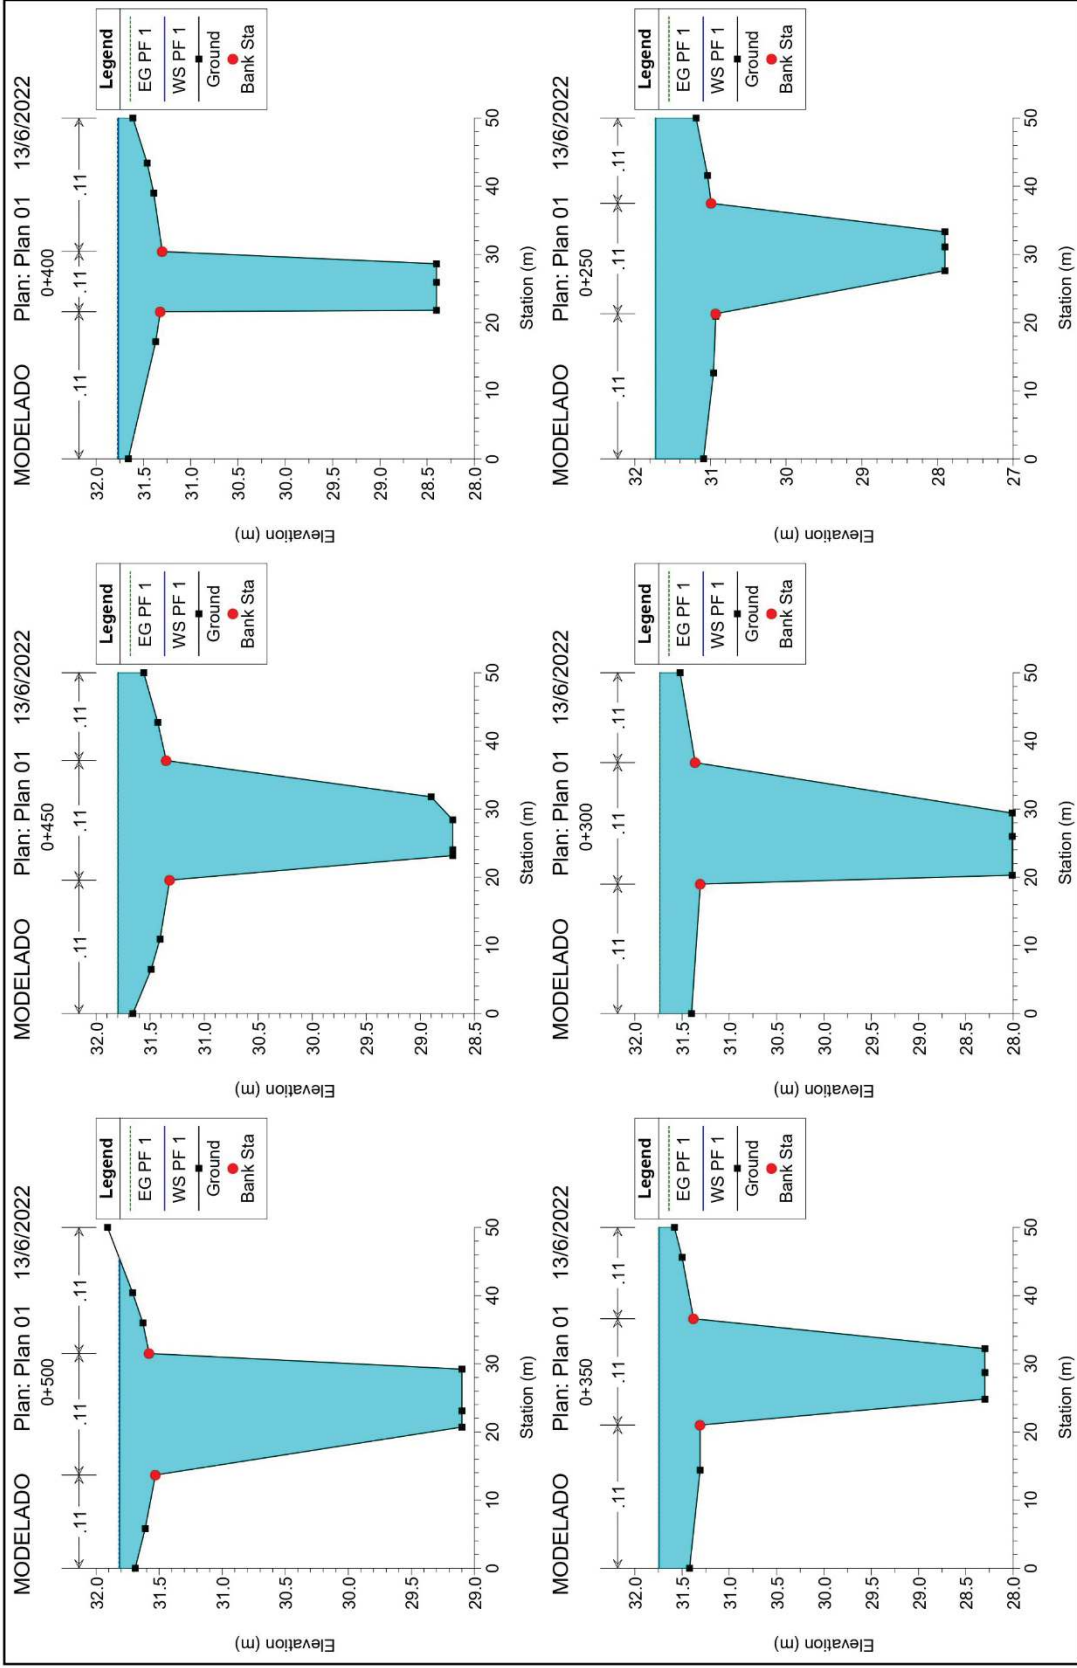 MODELADO Plan: Plan 01 13/6/2022
0+500
.11 .11 .11
Legend
EG PF 1
WS PF 1
Ground
Bank Sta
32.0
31.5
31.0
30.5
30.0
29.5
29.0
Elevation (m)
0 10 20 30 40 50
Station (m)
MODELADO Plan: Plan 01 13/6/2022
0+450
.11 .11 .11
Legend
EG PF 1
WS PF 1
Ground
Bank Sta
32.0
31.5
31.0
30.5
30.0
29.5
29.0
28.5
Elevation (m)
0 10 20 30 40 50
Station (m)
MODELADO Plan: Plan 01 13/6/2022
0+400
.11 .11 .11
Legend
EG PF 1
WS PF 1
Ground
Bank Sta
32.0
31.5
31.0
30.5
30.0
29.5
29.0
28.5
28.0
Elevation (m)
0 10 20 30 40 50
Station (m)
MODELADO Plan: Plan 01 13/6/2022
0+350
.11 .11 .11
Legend
EG PF 1
WS PF 1
Ground
Bank Sta
32.0
31.5
31.0
30.5
30.0
29.5
29.0
28.5
28.0
Elevation (m)
0 10 20 30 40 50
Station (m)
MODELADO Plan: Plan 01 13/6/2022
0+300
.11 .11 .11
Legend
EG PF 1
WS PF 1
Ground
Bank Sta
32.0
31.5
31.0
30.5
30.0
29.5
29.0
28.5
28.0
Elevation (m)
0 10 20 30 40 50
Station (m)
MODELADO Plan: Plan 01 13/6/2022
0+250
.11 .11 .11
Legend
EG PF 1
WS PF 1
Ground
Bank Sta
32
31
30
29
28
27
Elevation (m)
0 10 20 30 40 50
Station (m)